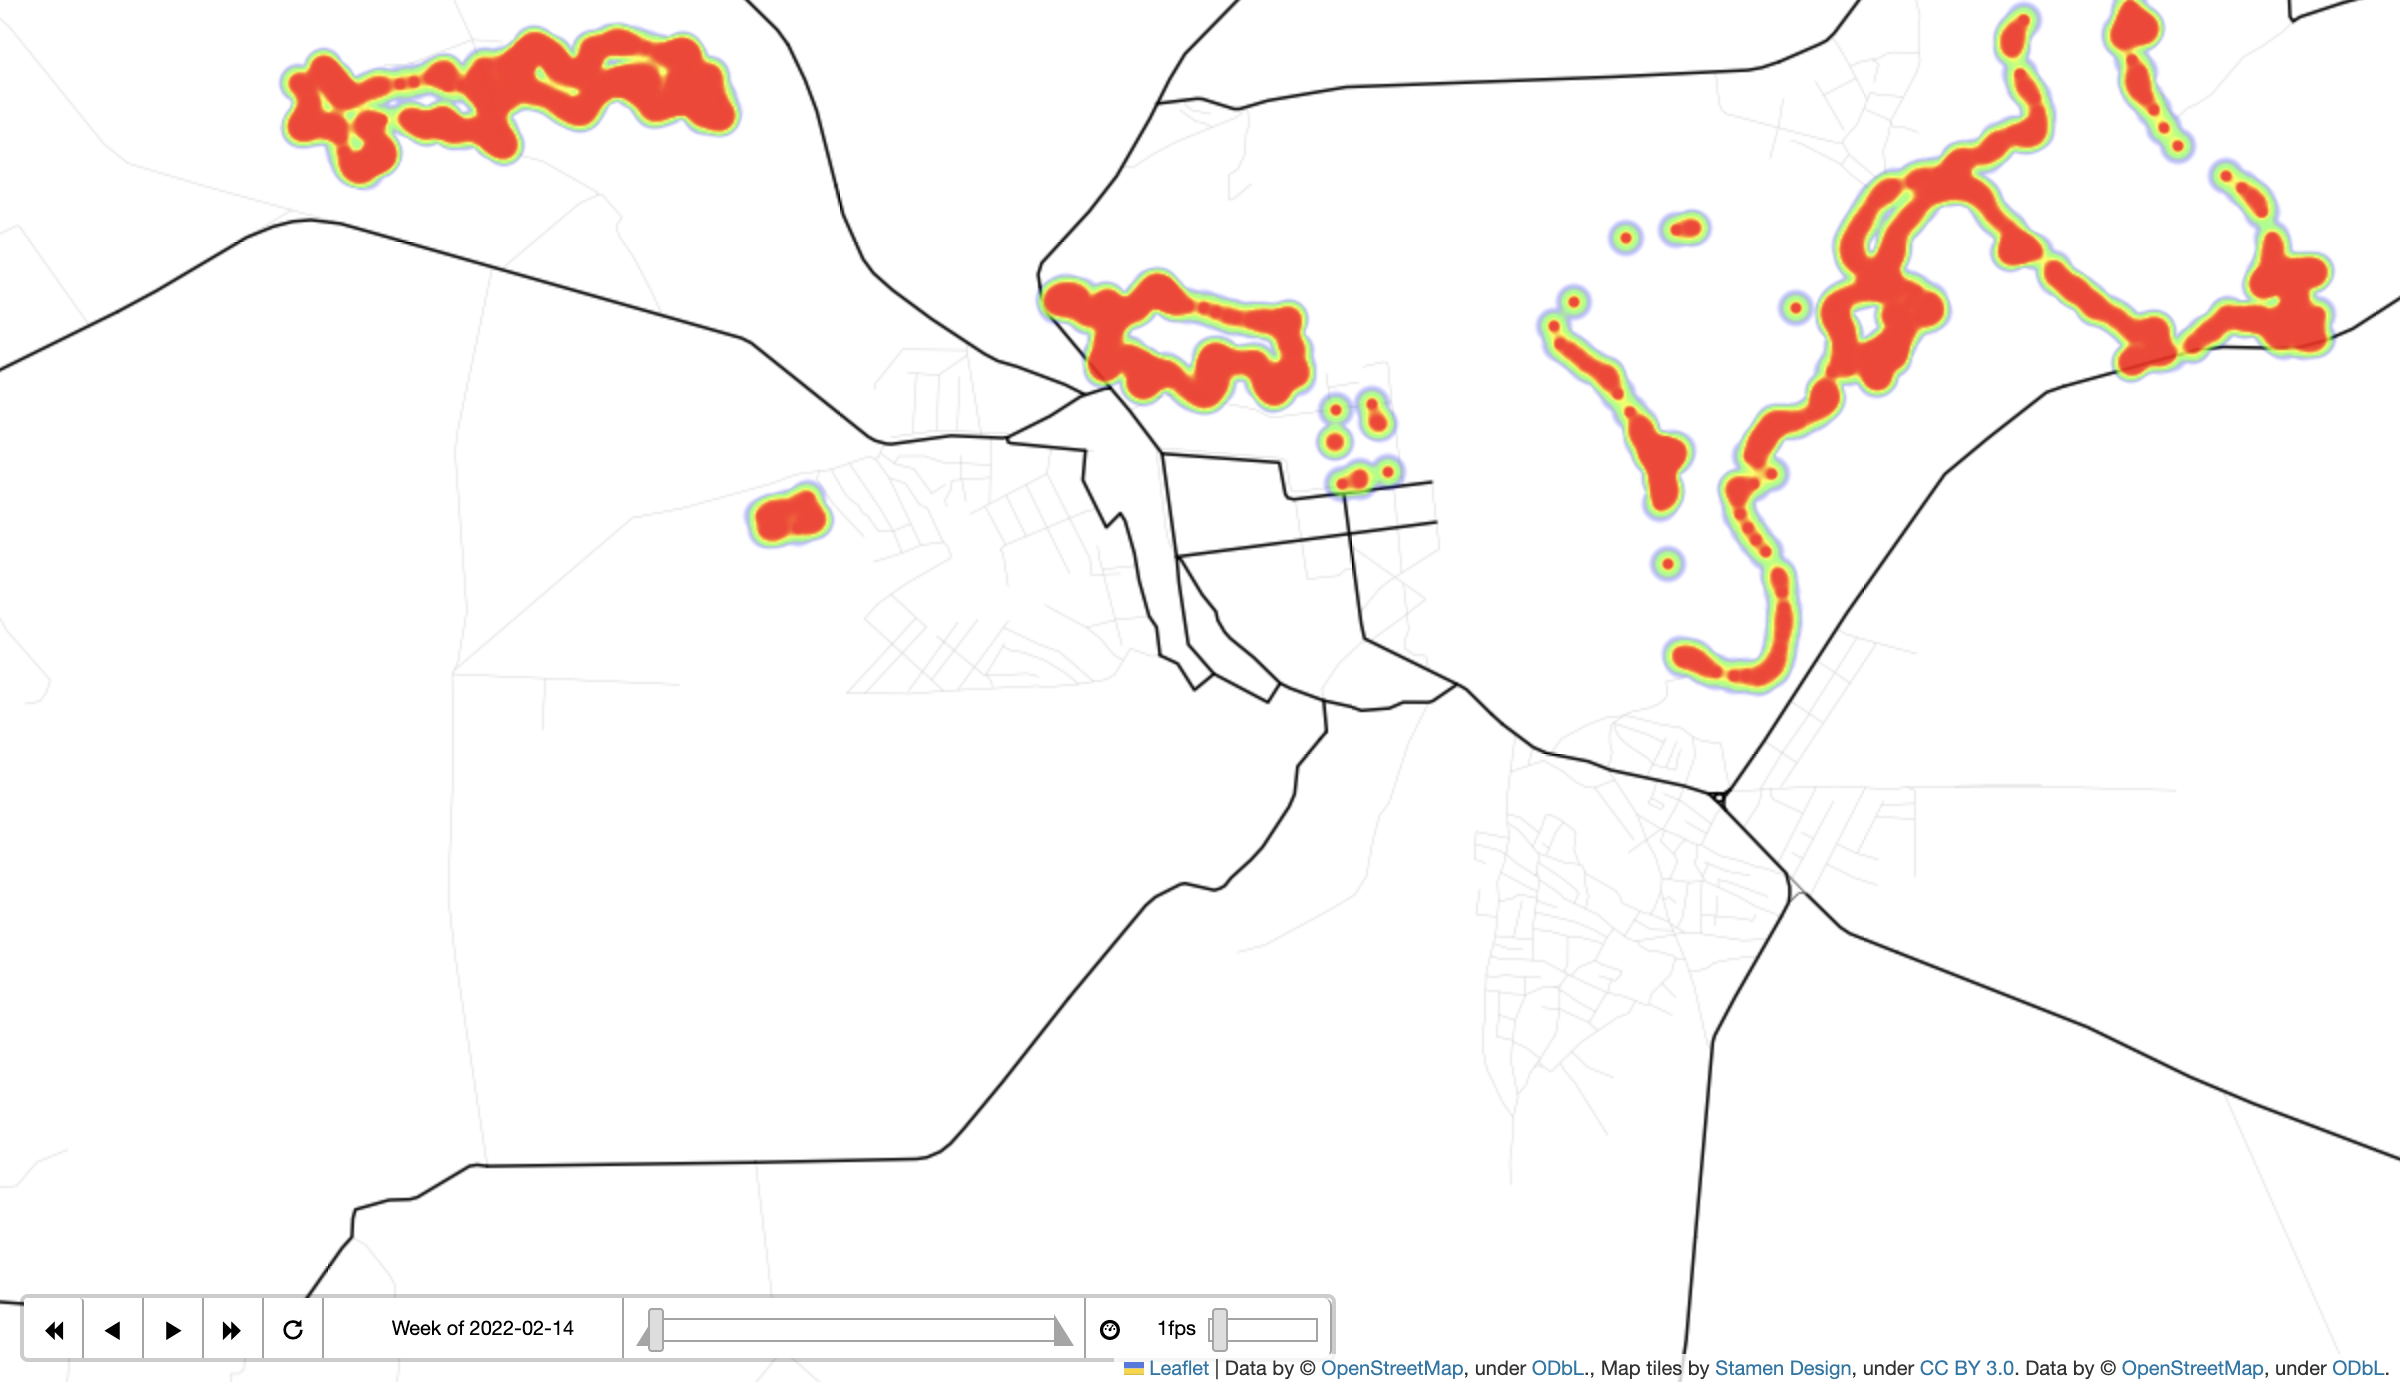 Week of 2022-02-14
1fps
Leaflet | Data by © OpenStreetMap, under ODbL., Map tiles by Stamen Design, under CC BY 3.0. Data by © OpenStreetMap, under ODbL.